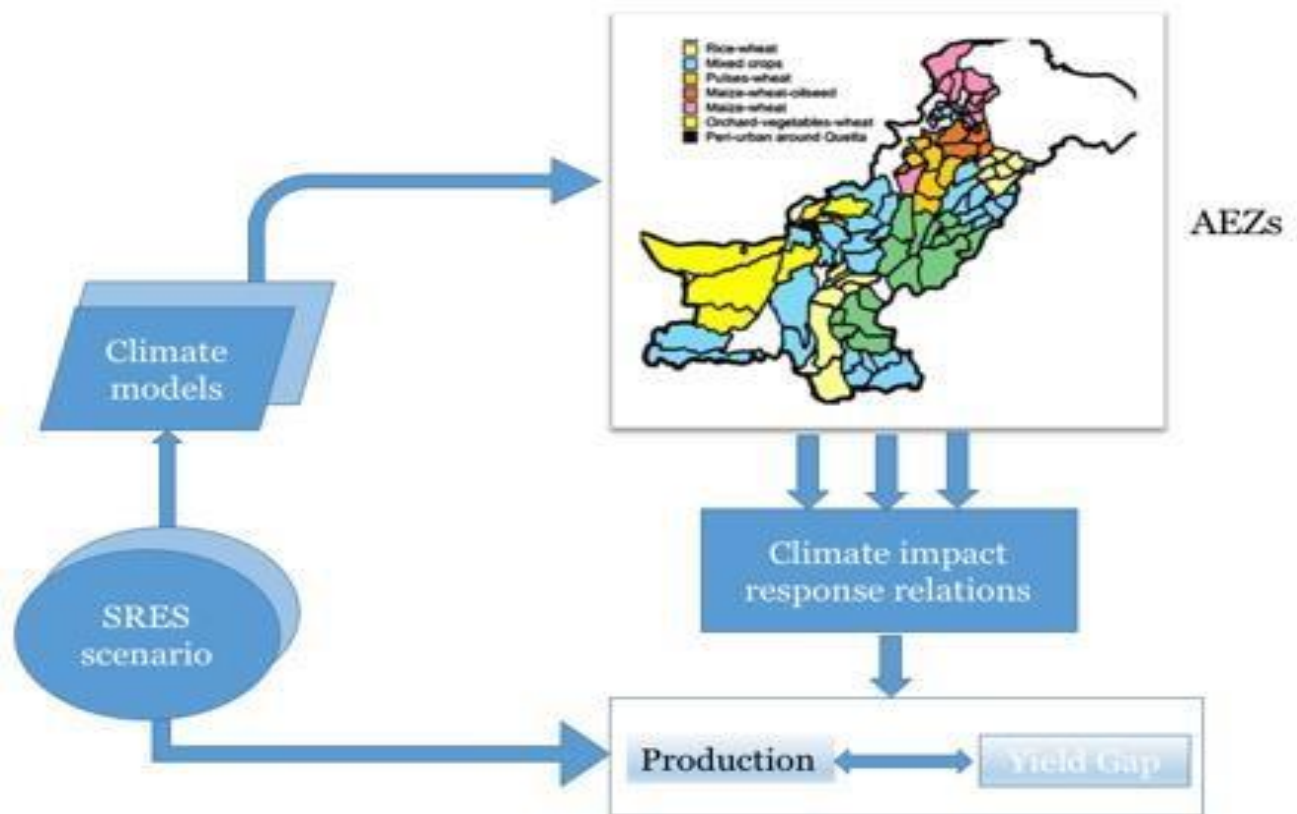 Rice-wheat
Mixed crops
Pulses-wheat
Maize-wheat-oilseed
Maize-wheat
Orchard-vegetables-wheat
Peri-urban around Quetta
AEZs
Climate
models
Climate impact
response relations
SRES
scenario
Production
Yield Gap